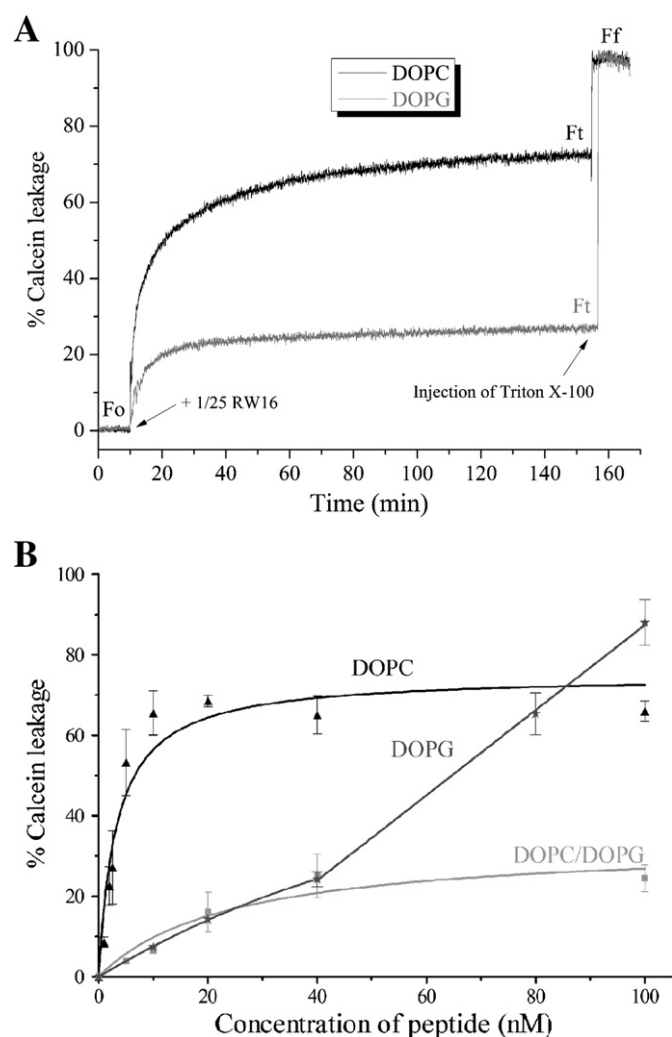 A
Ff
100
DOPC
DOPG
80
Ft
60
% Calcein leakage
40
Ft
20
Injection of Triton X-100
Fo
+ 1/25 RW16
0
0 20 40 60 80 100 120 140 160
Time (min)
B
100
80
DOPC
60
DOPG
% Calcein leakage
40
DOPC/DOPG
20
0
0 20 40 60 80 100
Concentration of peptide (nM)